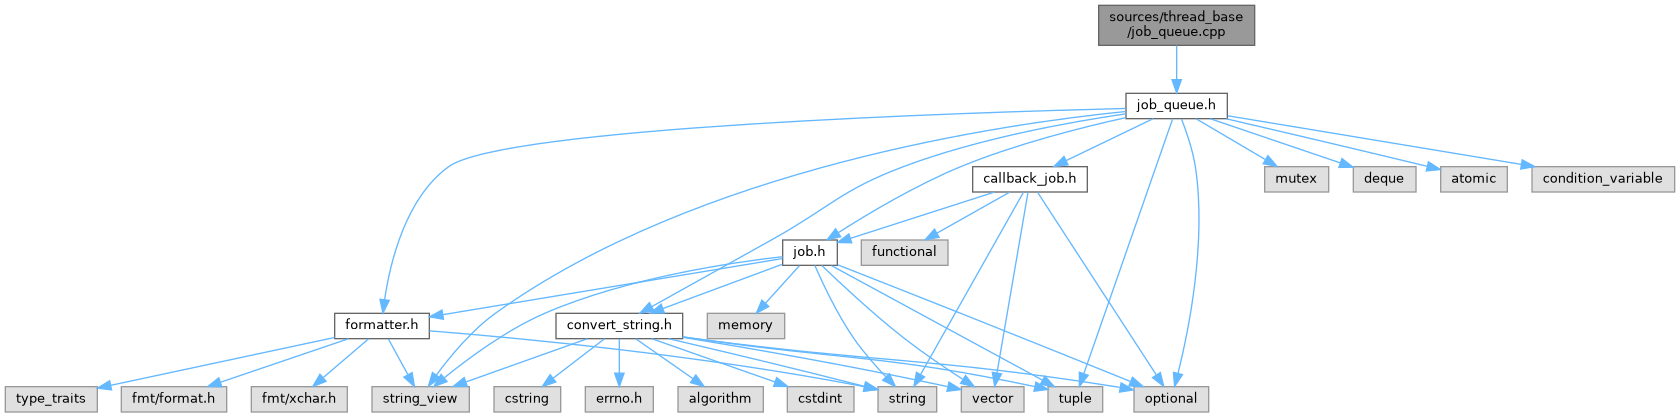 sources/thread_base
/job_queue.cpp
job_queue.h
callback_job.h
mutex
deque
atomic
condition_variable
job.h
functional
formatter.h
convert_string.h
memory
type_traits
fmt/format.h
fmt/xchar.h
string_view
cstring
errno.h
algorithm
cstdint
string
vector
tuple
optional